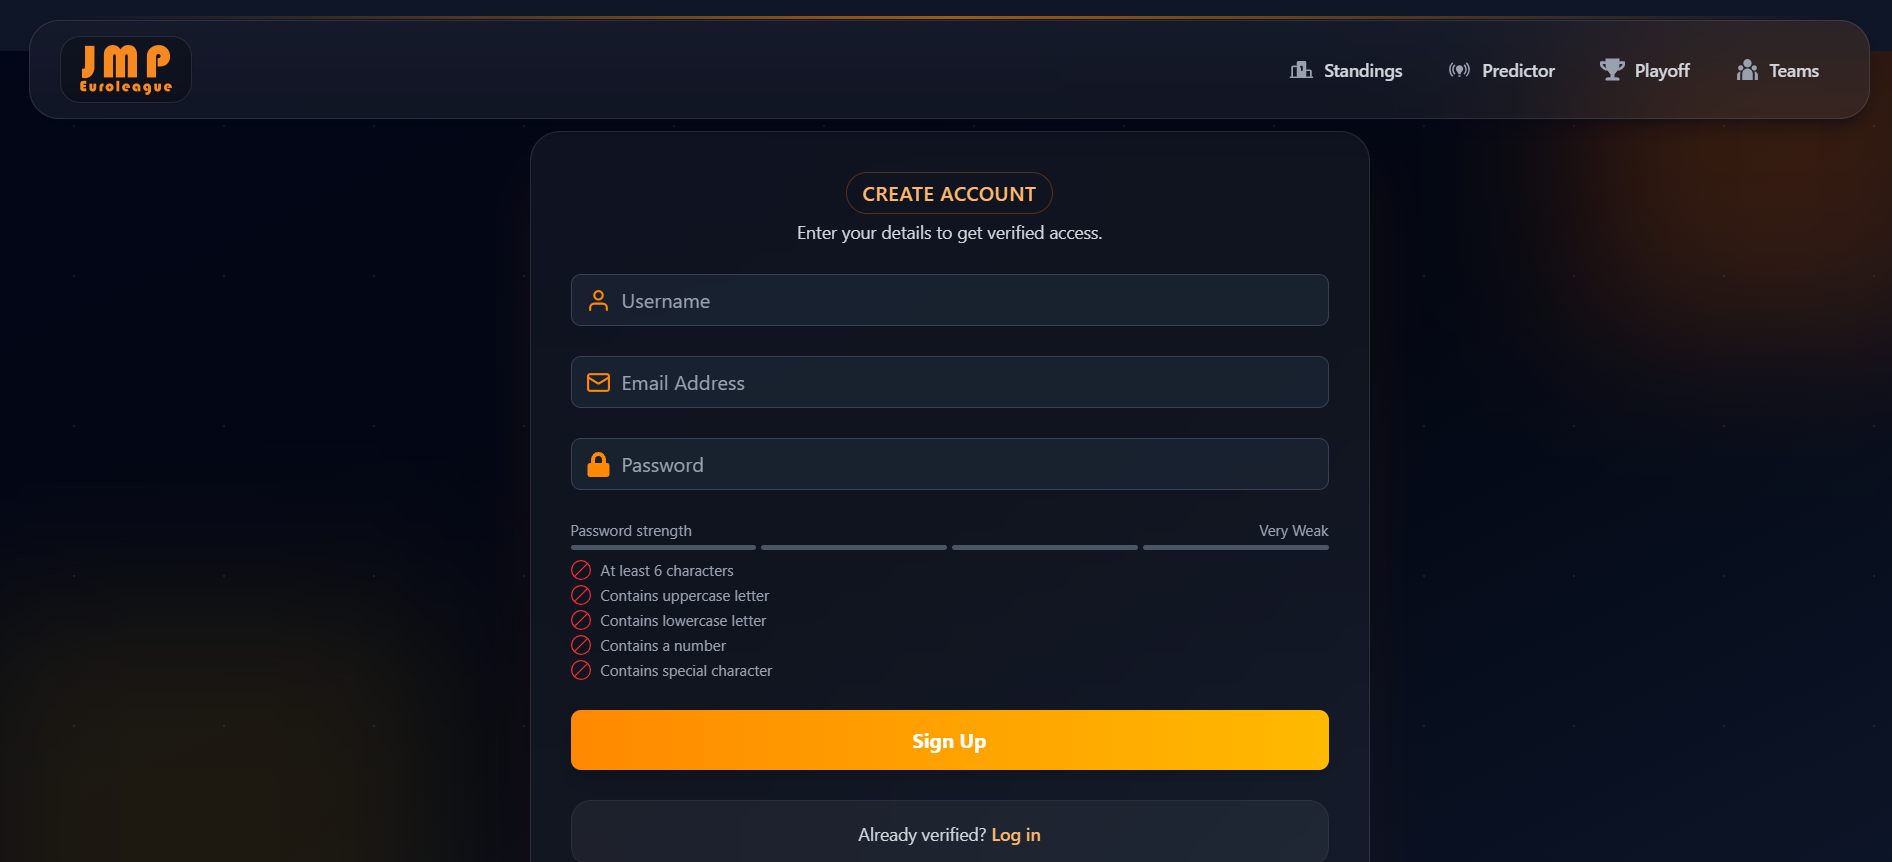 JMP
Euroleague
Standings
Predictor
Playoff
Teams
CREATE ACCOUNT
Enter your details to get verified access.
Username
Email Address
Password
Password strength
Very Weak
At least 6 characters
Contains uppercase letter
Contains lowercase letter
Contains a number
Contains special character
Sign Up
Already verified? Log in